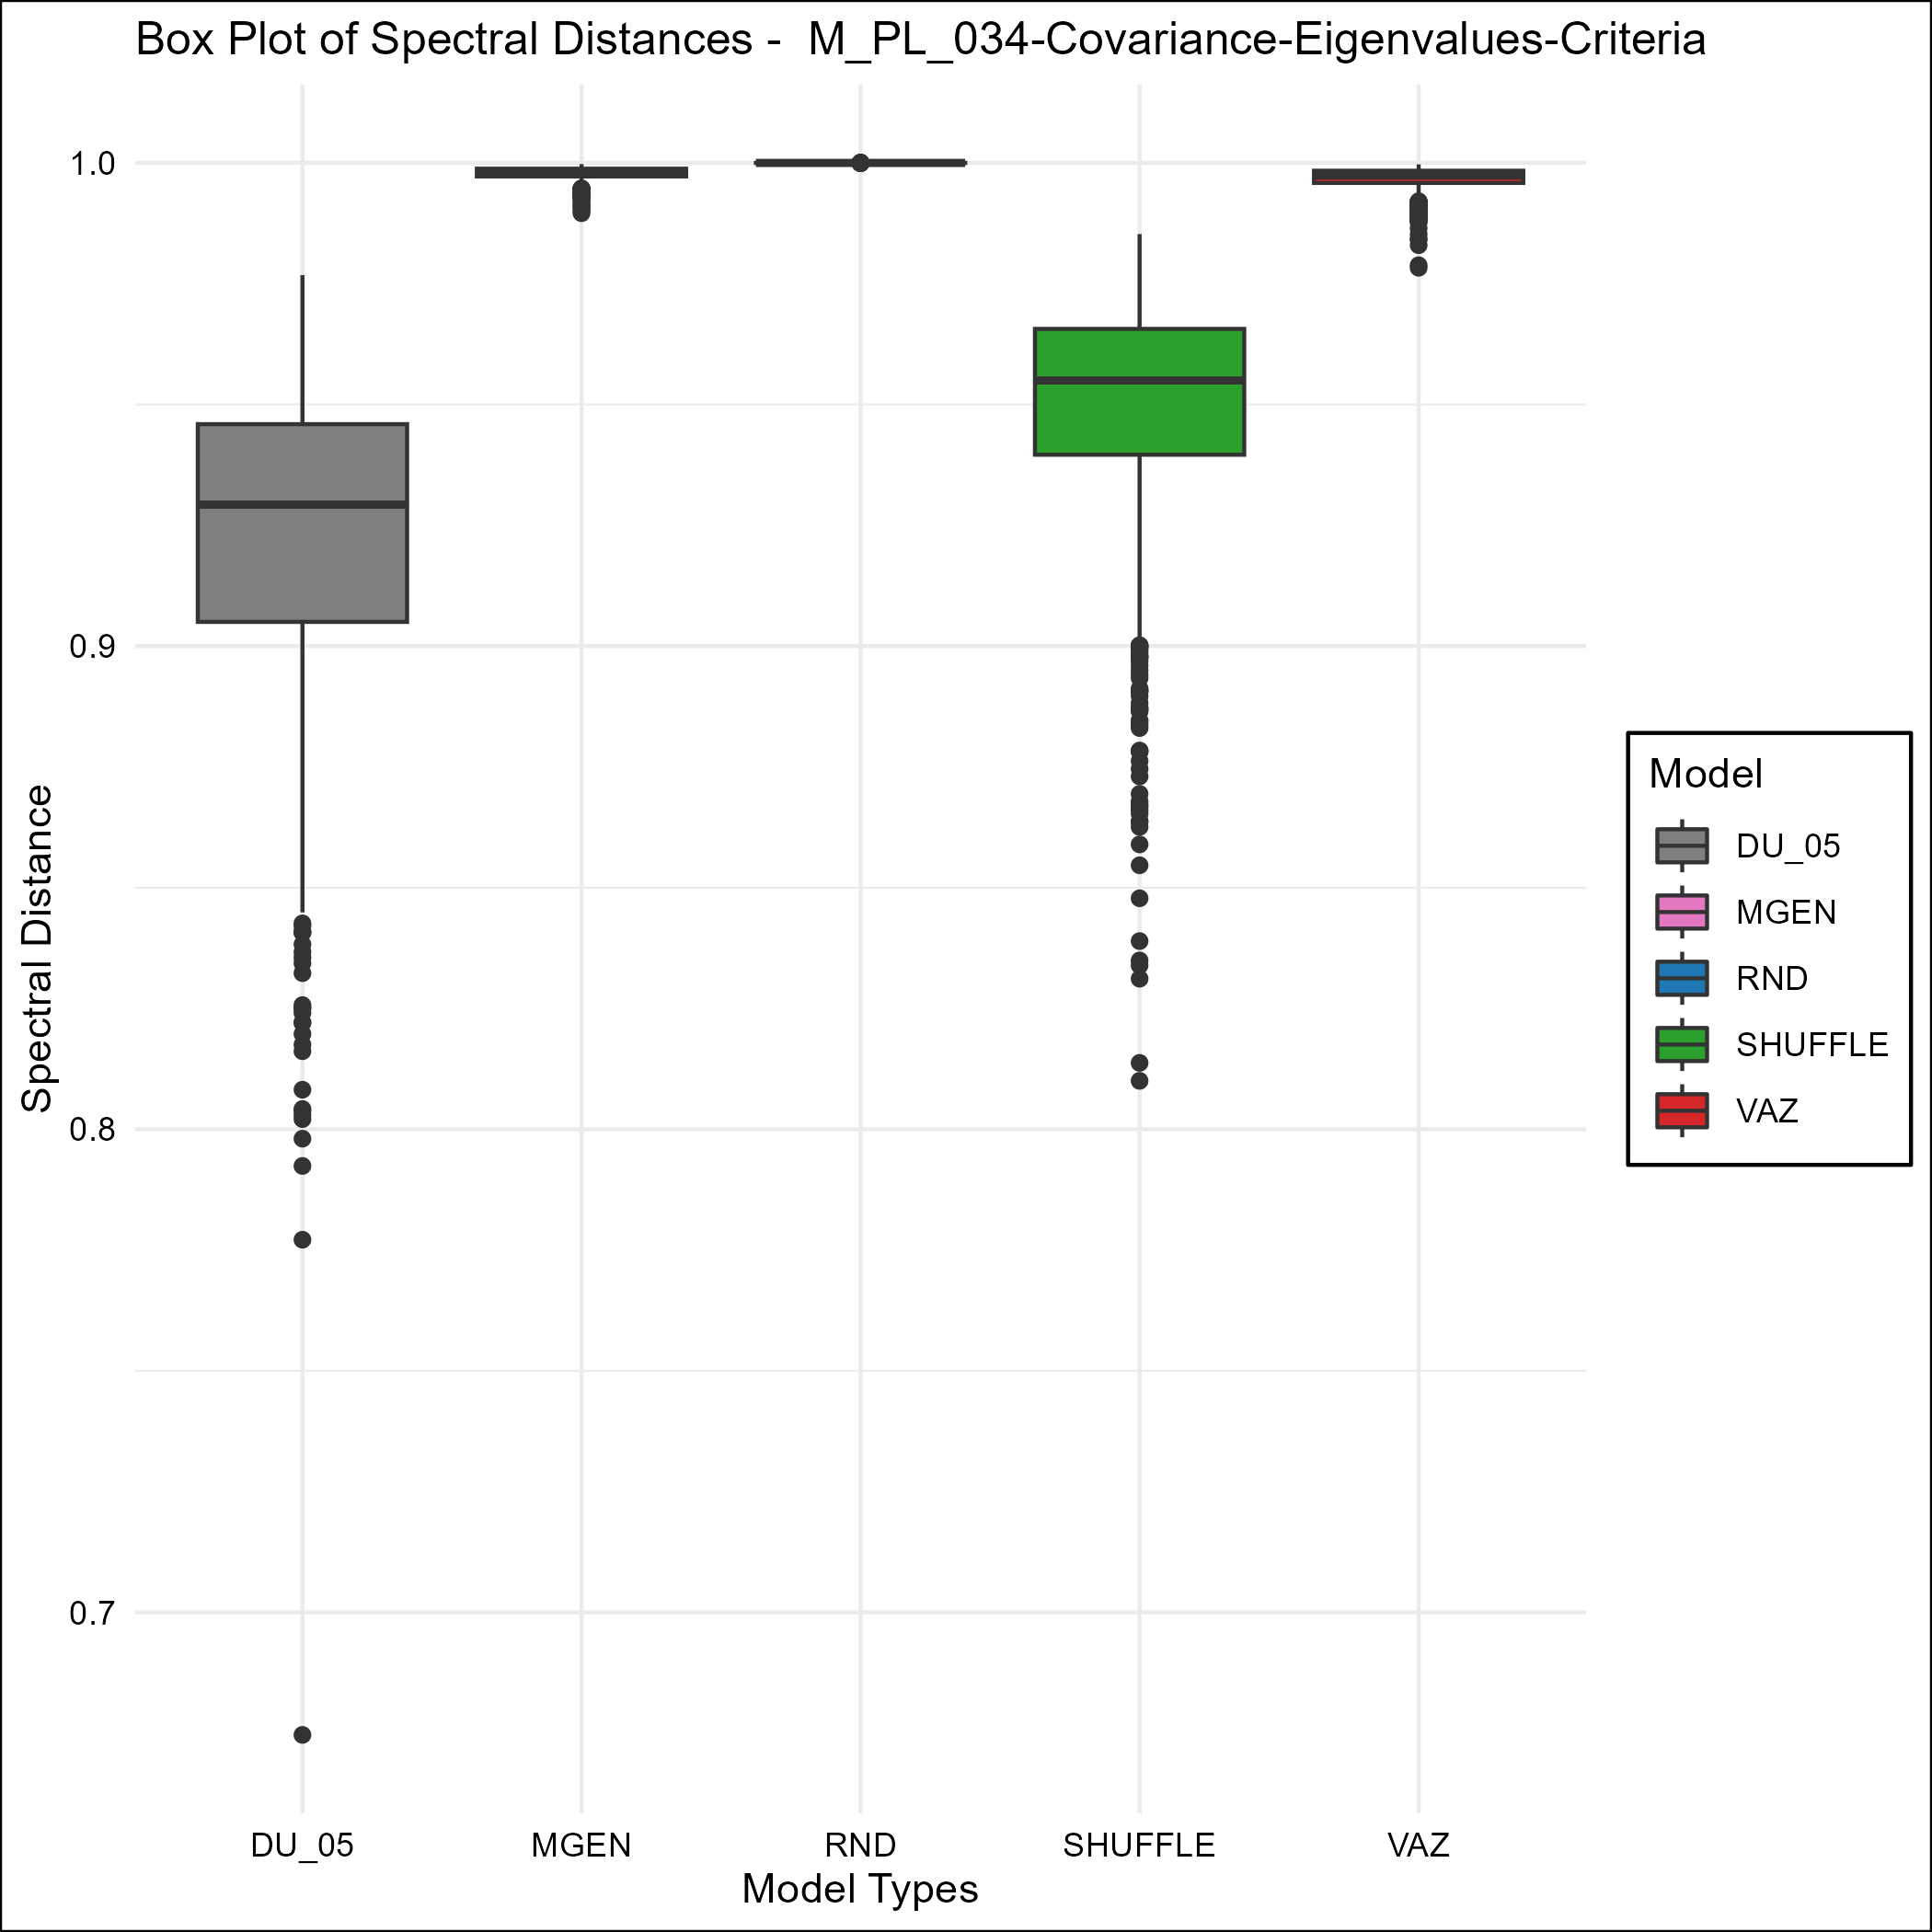 Box Plot of Spectral Distances -  M_PL_034-Covariance-Eigenvalues-Criteria
Spectral Distance
1.0
0.9
0.8
0.7
DU_05
MGEN
RND
SHUFFLE
VAZ
Model Types
Model
DU_05
MGEN
RND
SHUFFLE
VAZ